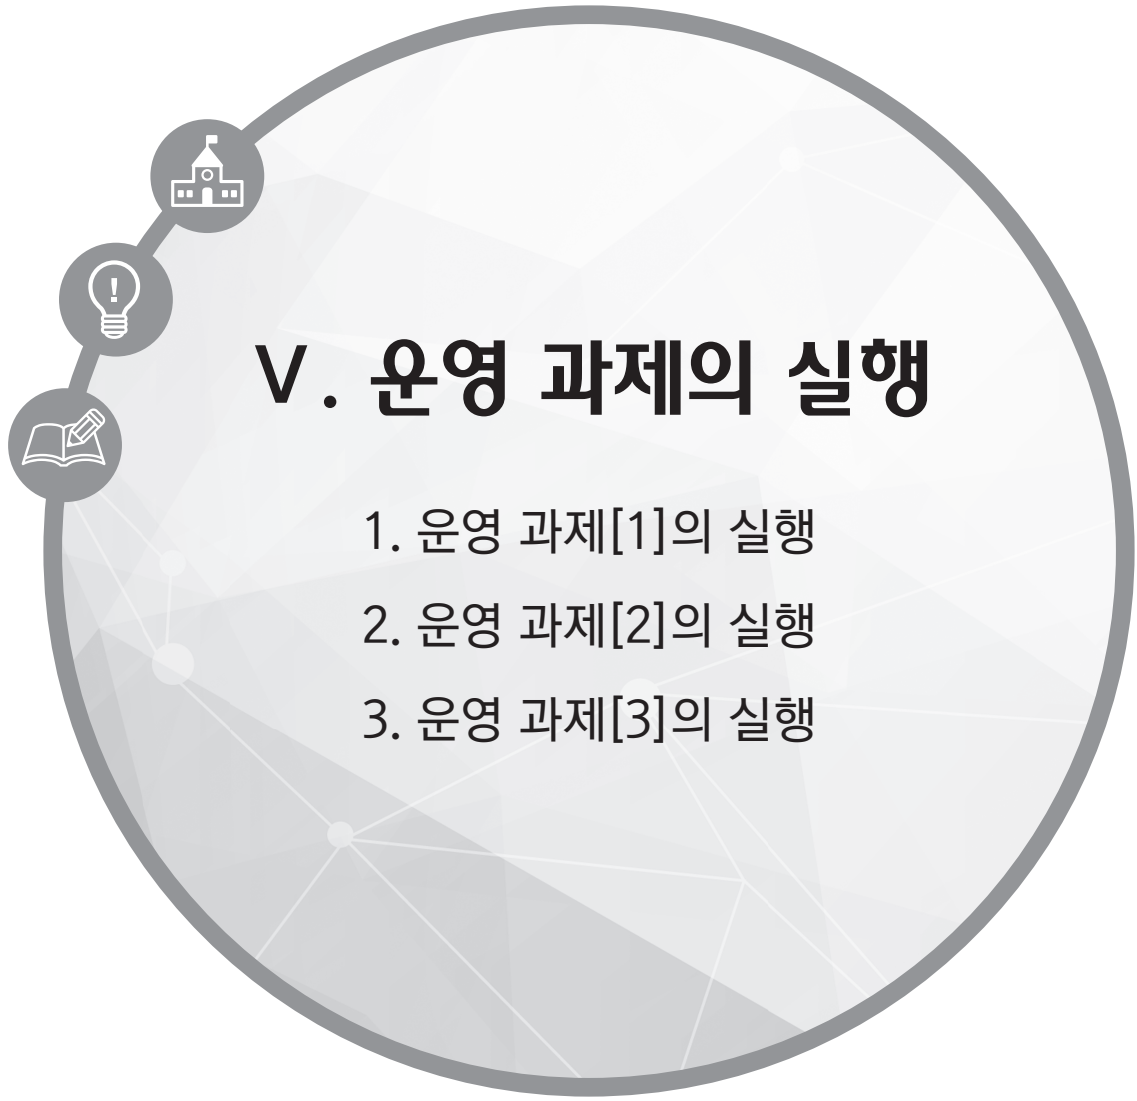 V. 운영 과제의 실행
1. 운영 과제[1]의 실행
2. 운영 과제[2]의 실행
3. 운영 과제[3]의 실행